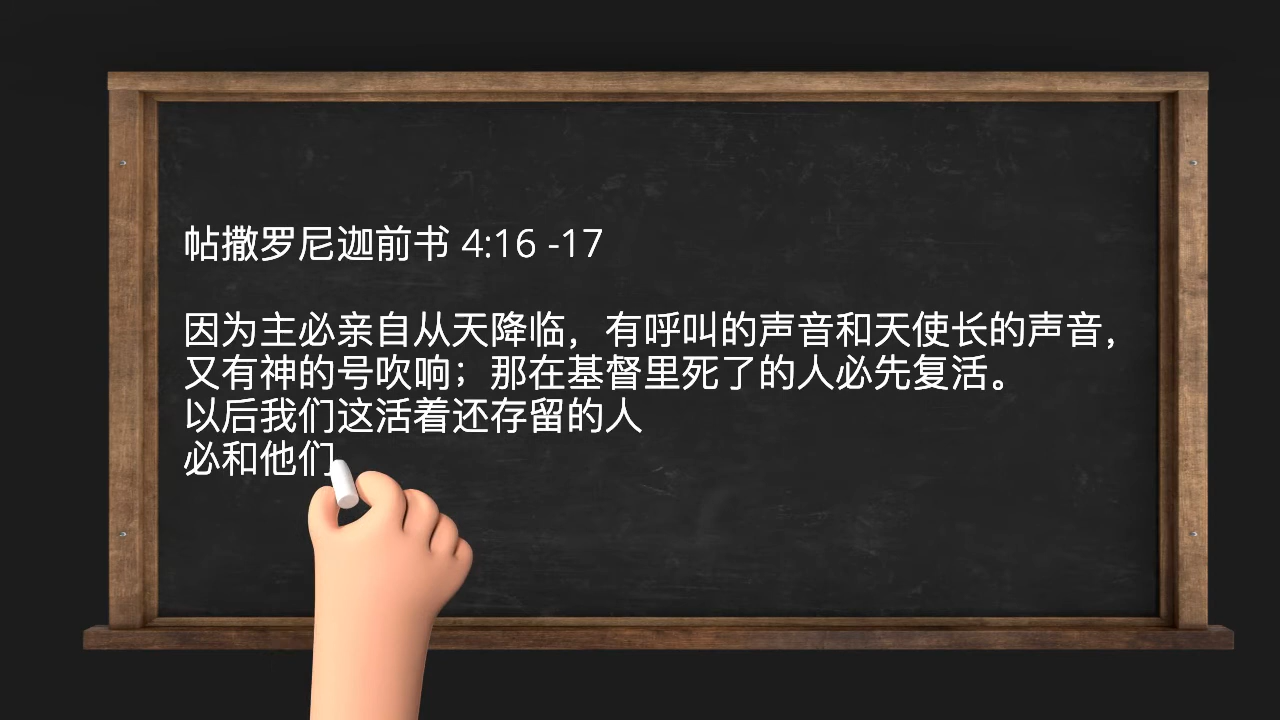 帖撒罗尼迦前书 4:16 -17
因为主必亲自从天降临，有呼叫的声音和天使长的声音，
又有神的号吹响；那在基督里死了的人必先复活。
以后我们这活着还存留的人
必和他们